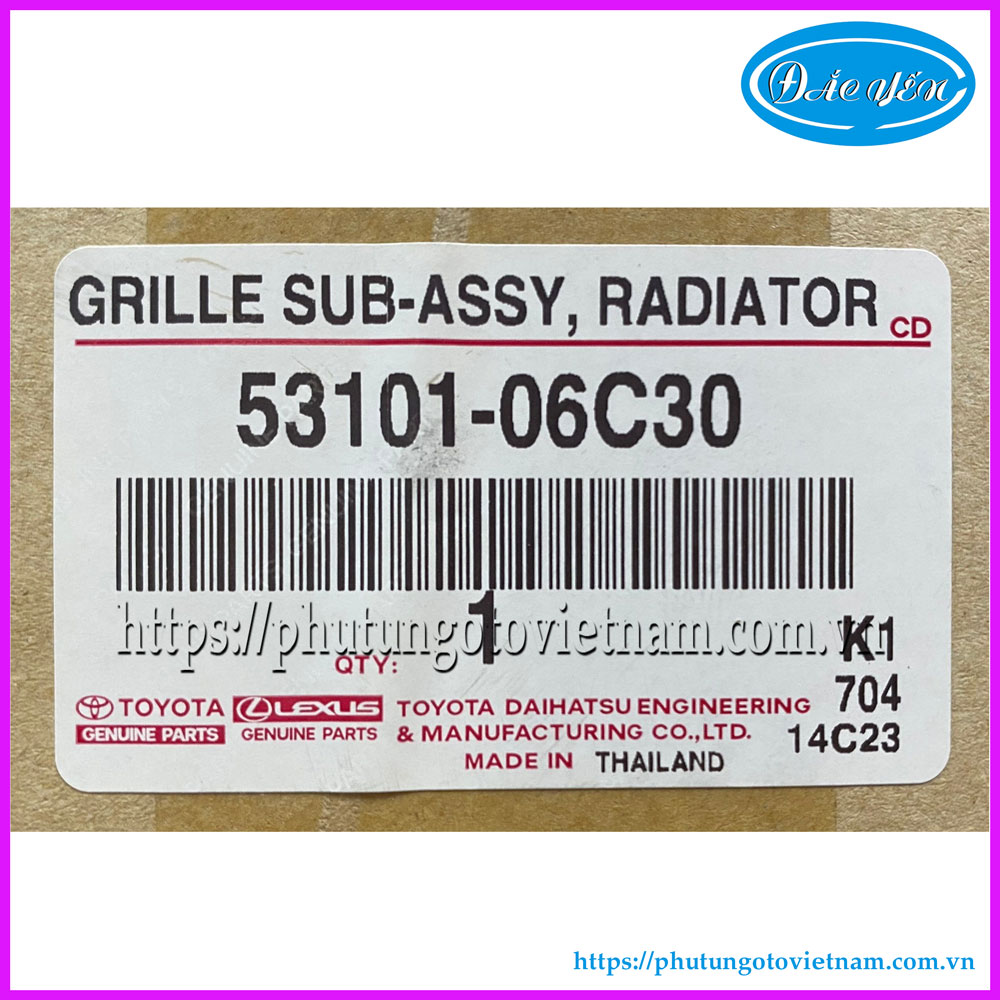 ĐẮC YẾN
GRILLE SUB-ASSY, RADIATOR CD
53101-06C30
https://phutungotovietnam.com.vn
QTY: 1
K1
704
14C23
TOYOTA
GENUINE PARTS
LEXUS
GENUINE PARTS
TOYOTA DAIHATSU ENGINEERING
& MANUFACTURING CO.,LTD.
MADE IN THAILAND
https://phutungotovietnam.com.vn